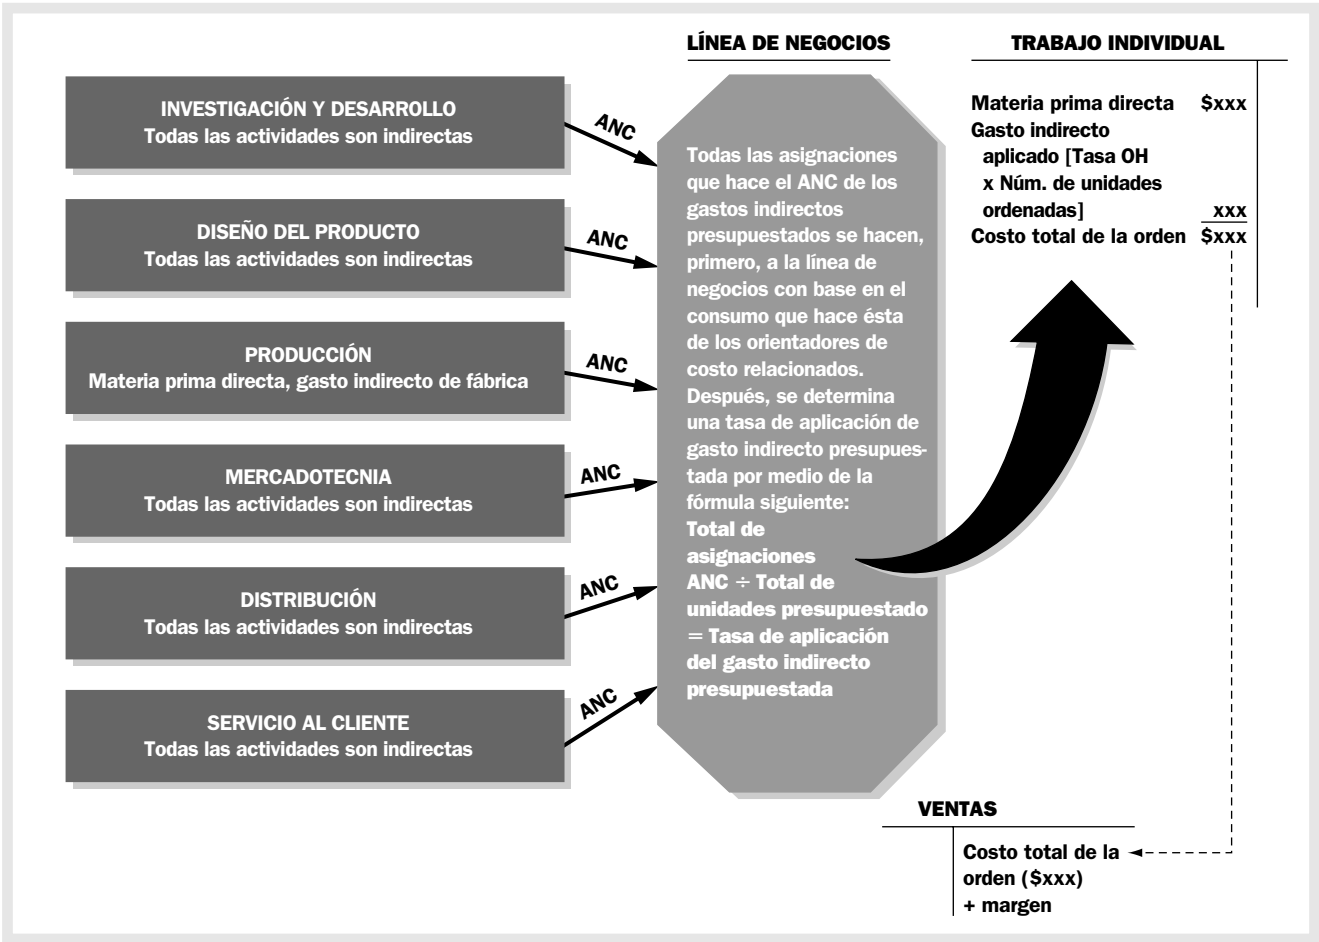 INVESTIGACIÓN Y DESARROLLO
Todas las actividades son indirectas
ANC
DISEÑO DEL PRODUCTO
Todas las actividades son indirectas
ANC
PRODUCCIÓN
Materia prima directa, gasto indirecto de fábrica
ANC
MERCADOTECNIA
Todas las actividades son indirectas
ANC
DISTRIBUCIÓN
Todas las actividades son indirectas
ANC
SERVICIO AL CLIENTE
Todas las actividades son indirectas
ANC
LÍNEA DE NEGOCIOS
Todas las asignaciones
que hace el ANC de los
gastos indirectos
presupuestados se hacen,
primero, a la línea de
negocios con base en el
consumo que hace ésta
de los orientadores de
costo relacionados.
Después, se determina
una tasa de aplicación de
gasto indirecto presupues-
tada por medio de la
fórmula siguiente:
Total de
asignaciones
ANC ÷ Total de
unidades presupuestado
= Tasa de aplicación
del gasto indirecto
presupuestada
TRABAJO INDIVIDUAL
Materia prima directa $xxx
Gasto indirecto
aplicado [Tasa OH
x Núm. de unidades
ordenadas] xxx
Costo total de la orden $xxx
VENTAS
Costo total de la
orden ($xxx)
+ margen